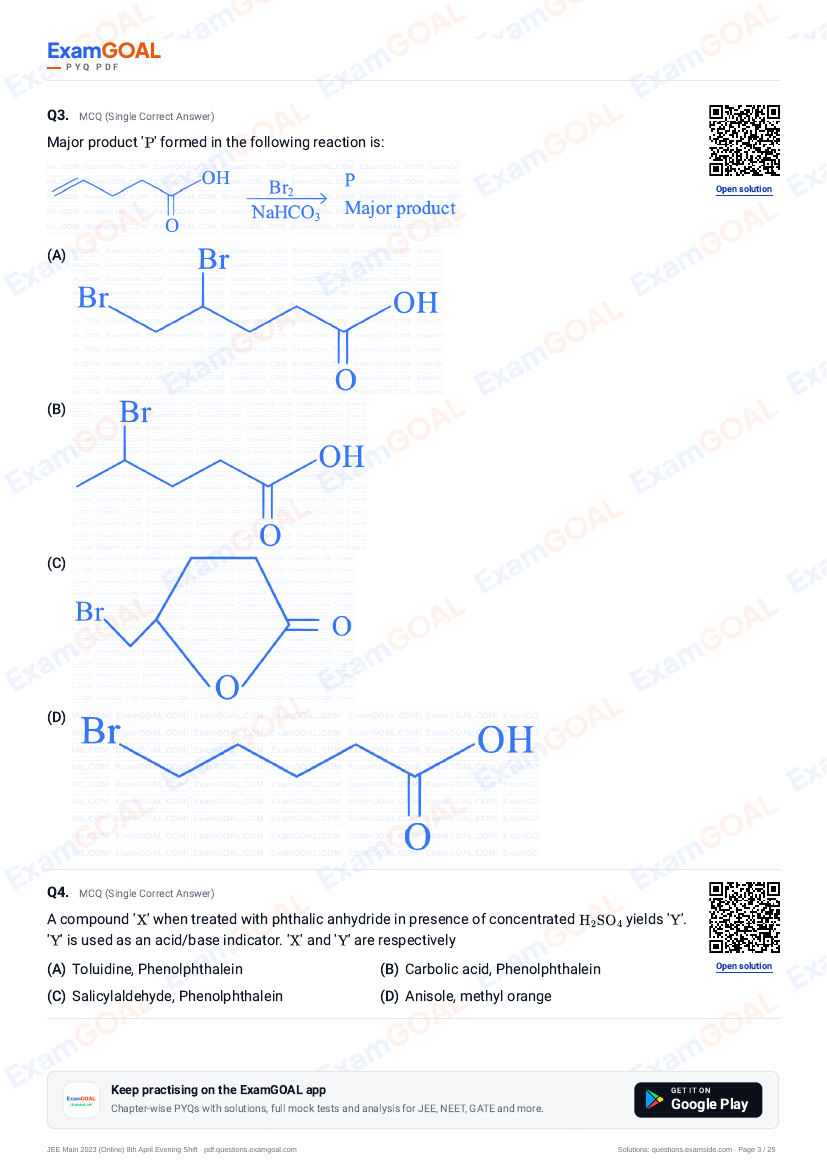 ExamGOAL
PYQ PDF
Q3. MCQ (Single Correct Answer)
Major product 'P' formed in the following reaction is:
Open solution
OH
O
Br₂
NaHCO₃
P
Major product
(A)
Br
Br
OH
O
(B)
Br
OH
O
(C)
Br
O
O
(D)
Br
OH
O
Q4. MCQ (Single Correct Answer)
A compound 'X' when treated with phthalic anhydride in presence of concentrated H₂SO₄ yields 'Y'.
'Y' is used as an acid/base indicator. 'X' and 'Y' are respectively
Open solution
(A) Toluidine, Phenolphthalein (B) Carbolic acid, Phenolphthalein
(C) Salicylaldehyde, Phenolphthalein (D) Anisole, methyl orange
ExamGOAL
Keep practising on the ExamGOAL app
Chapter-wise PYQs with solutions, full mock tests and analysis for JEE, NEET, GATE and more.
GET IT ON
Google Play
JEE Main 2023 (Online) 8th April Evening Shift · pdf.questions.examgoal.com Solutions: questions.examside.com · Page 3 / 25